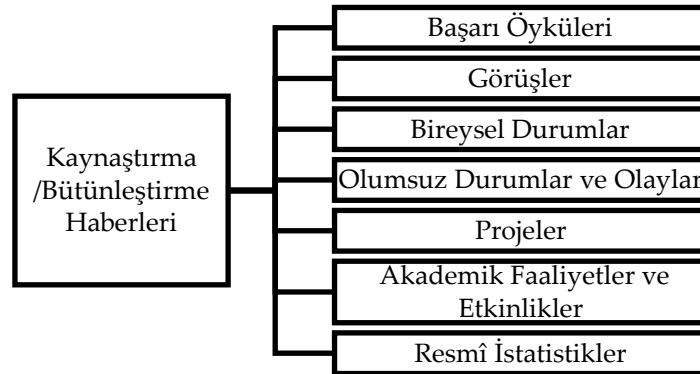 Kaynaştırma
/Bütünleştirme
Haberleri
Başarı Öyküleri
Görüşler
Bireysel Durumlar
Olumsuz Durumlar ve Olaylar
Projeler
Akademik Faaliyetler ve
Etkinlikler
Resmî İstatistikler